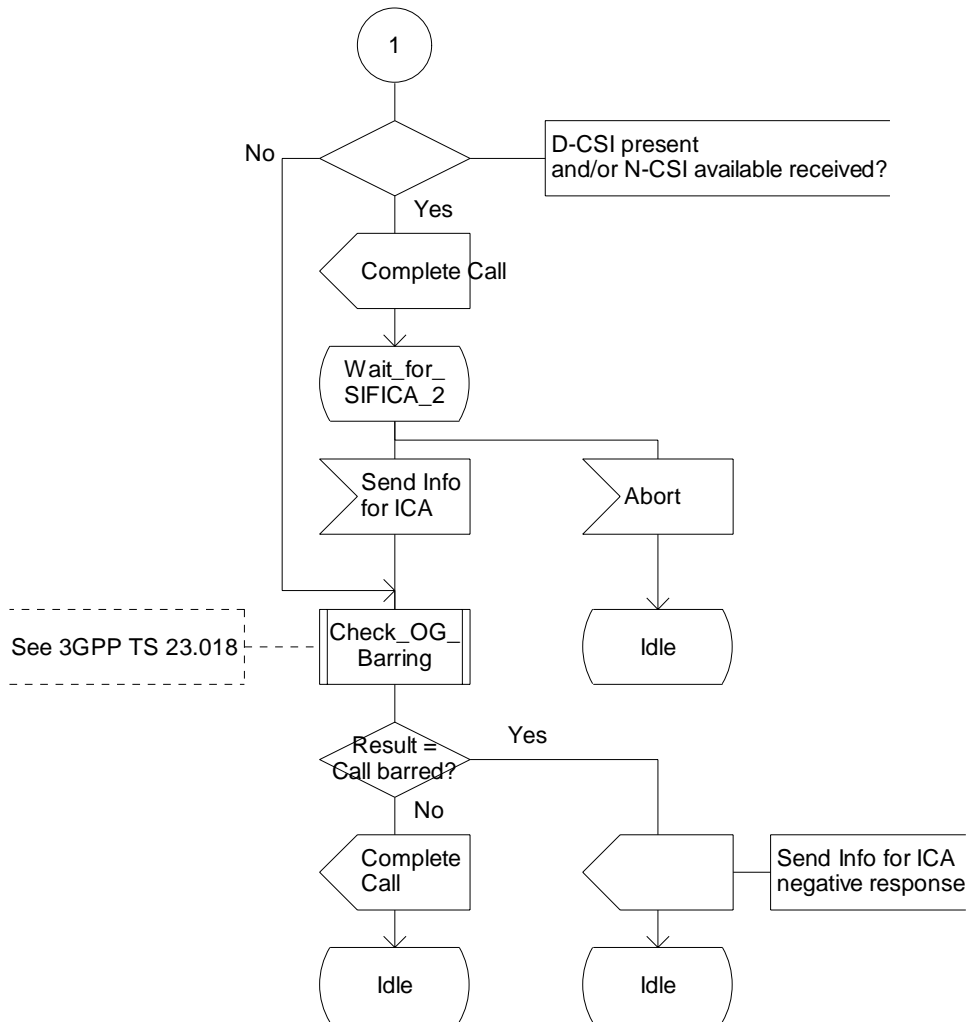 1
No
D-CSI present
and/or N-CSI available received?
Yes
Complete Call
Wait_for_
SIFICA_2
Send Info
for ICA
Abort
See 3GPP TS 23.018
Check_OG_
Barring
Idle
Result =
Call barred?
Yes
No
Complete
Call
Send Info for ICA
negative response
Idle
Idle